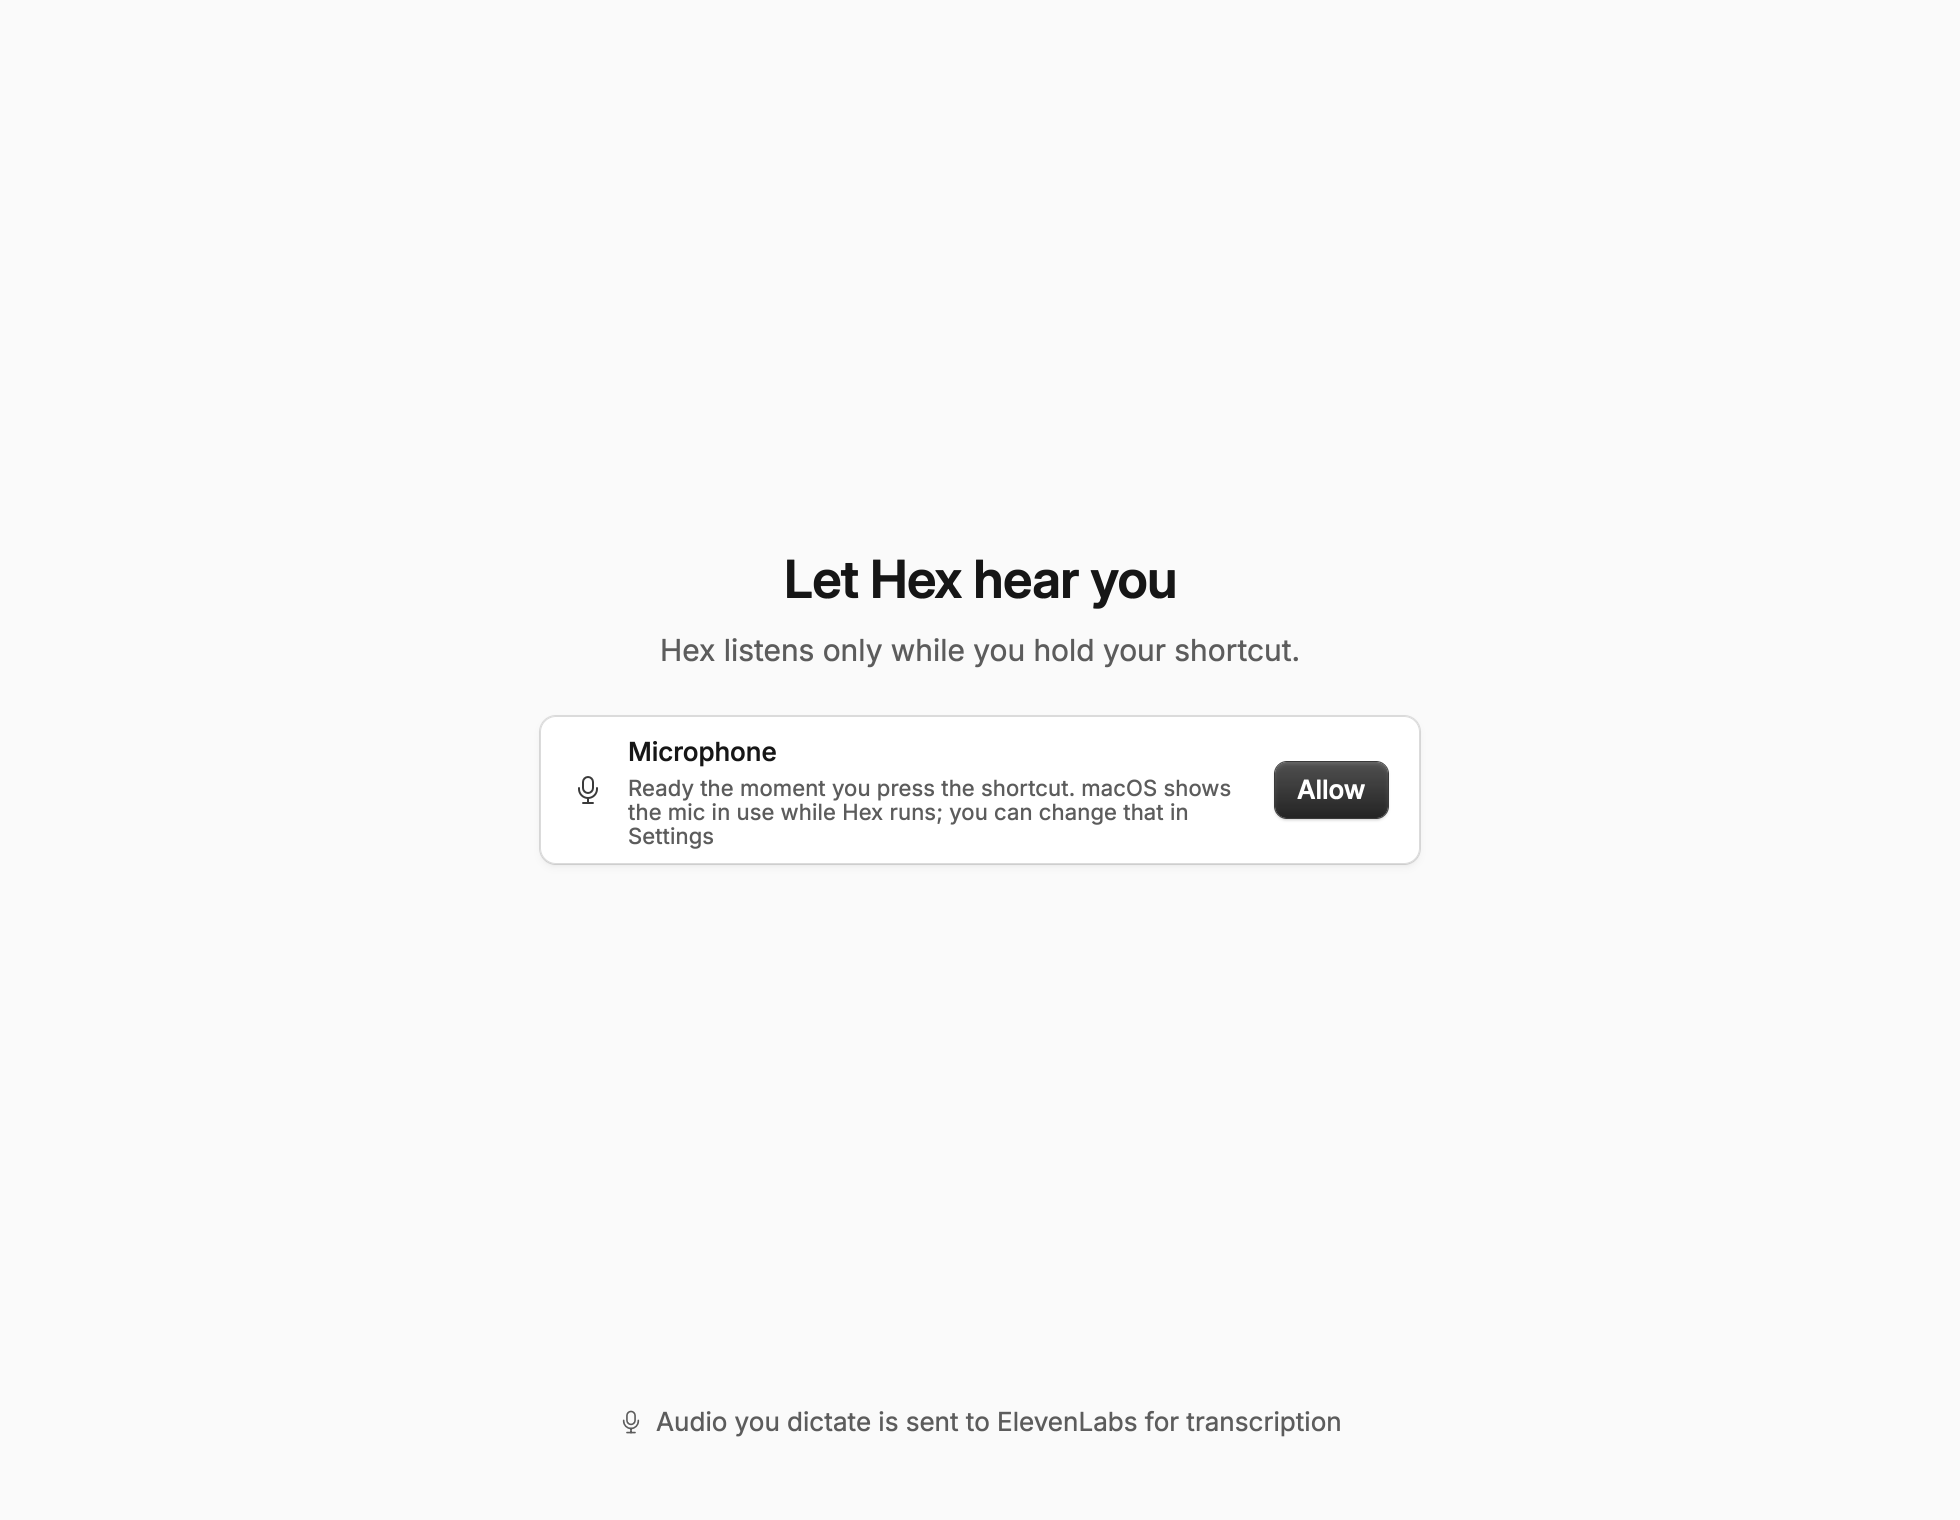 Let Hex hear you
Hex listens only while you hold your shortcut.
Microphone
Ready the moment you press the shortcut. macOS shows
the mic in use while Hex runs; you can change that in
Settings
Allow
Audio you dictate is sent to ElevenLabs for transcription